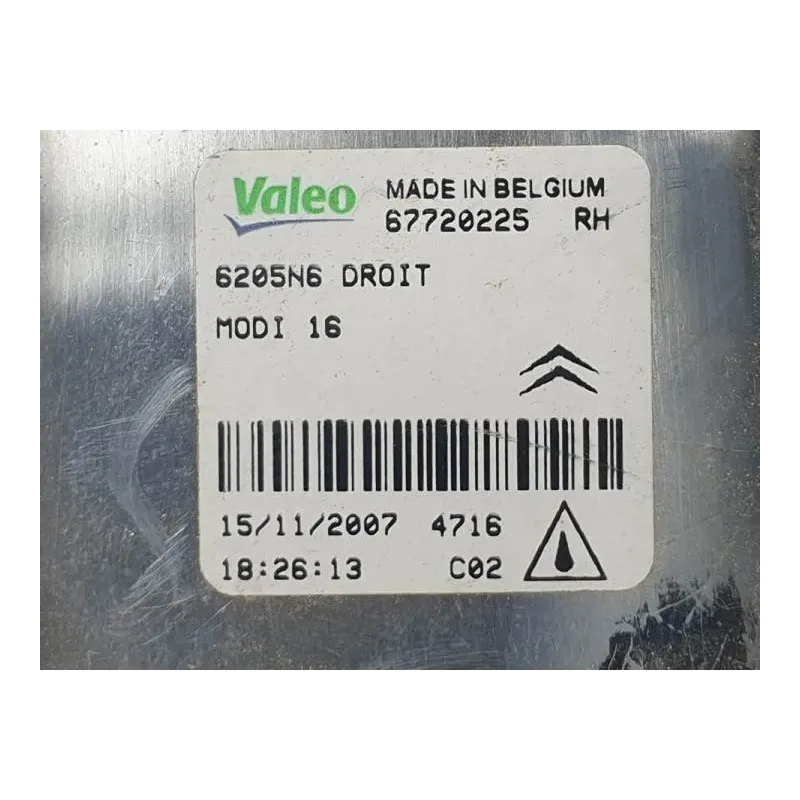 Valeo MADE IN BELGIUM
67720225 RH
6205N6 DROIT
MODI 16
15/11/2007 4716
18:26:13 C02